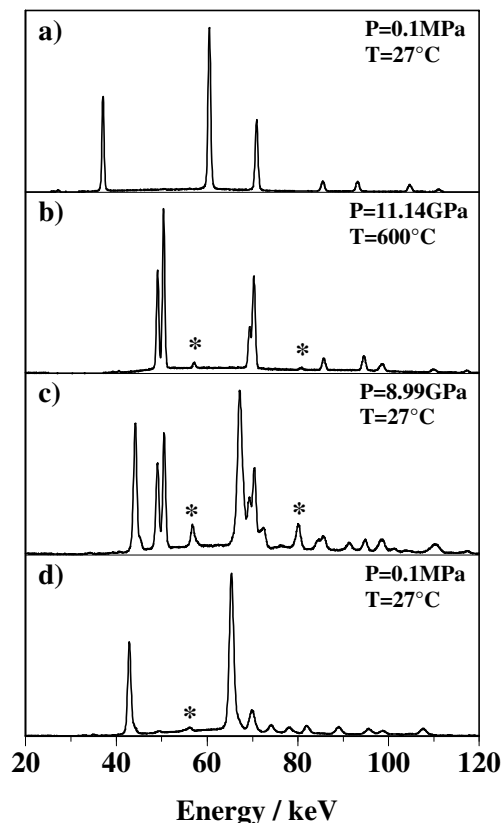 a)
P=0.1MPa
T=27°C
b)
P=11.14GPa
T=600°C
*
*
c)
P=8.99GPa
T=27°C
*
*
d)
P=0.1MPa
T=27°C
*
20 40 60 80 100 120
Energy / keV